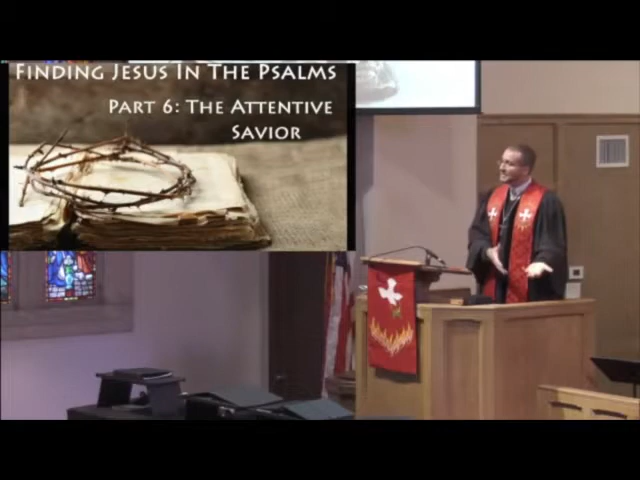 Finding Jesus In The Psalms
Part 6: The Attentive
Savior